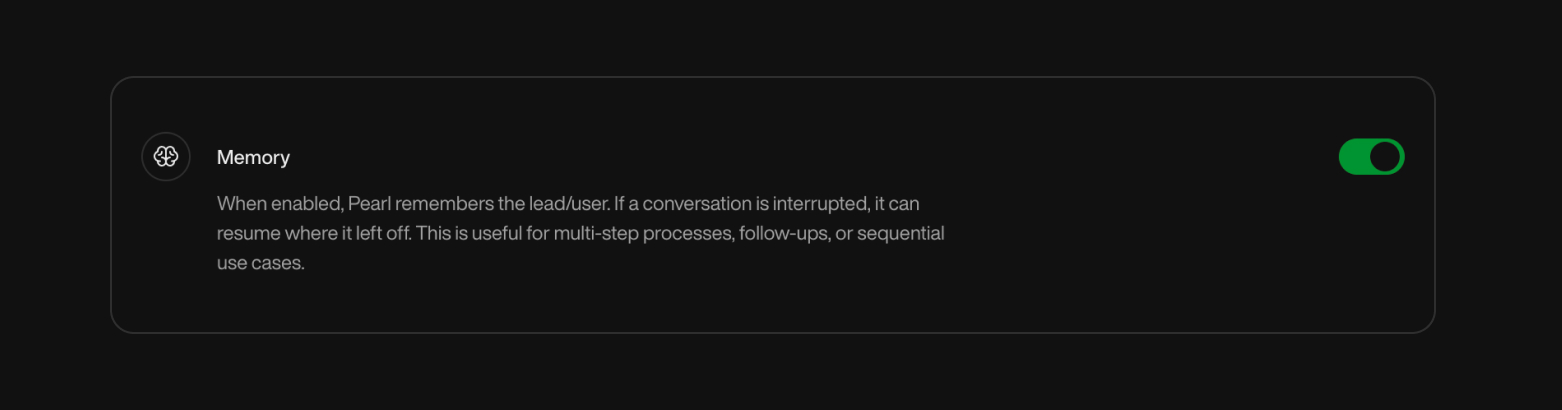 Memory
When enabled, Pearl remembers the lead/user. If a conversation is interrupted, it can
resume where it left off. This is useful for multi-step processes, follow-ups, or sequential
use cases.